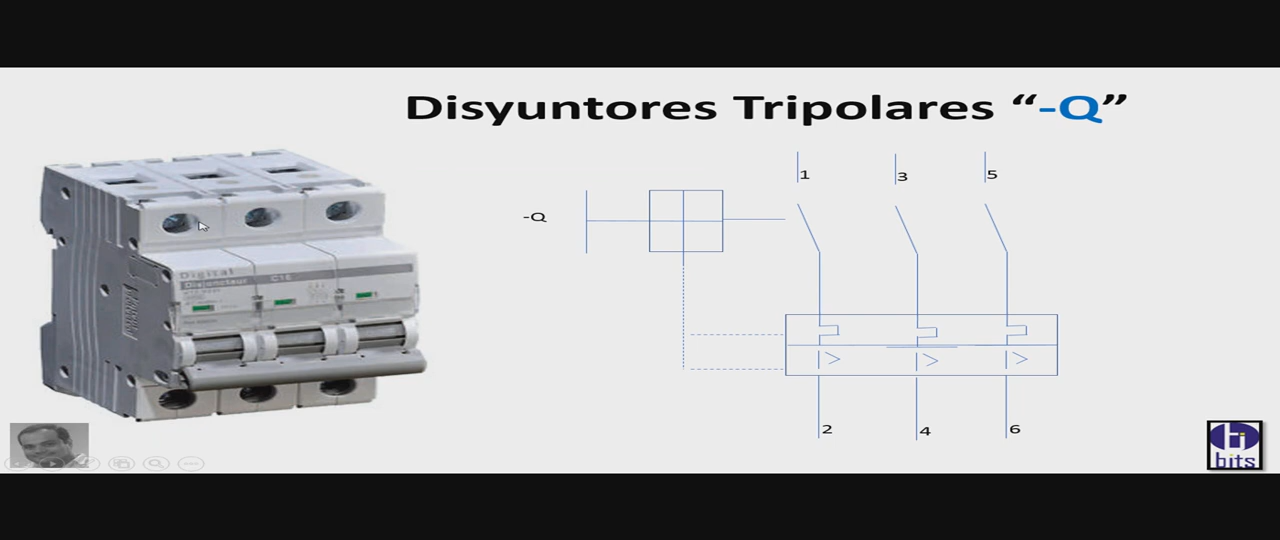 Disyuntores Tripolares “-Q”
1
3
5
-Q
Digital
Disjoncteur C16
2
4
6
bits